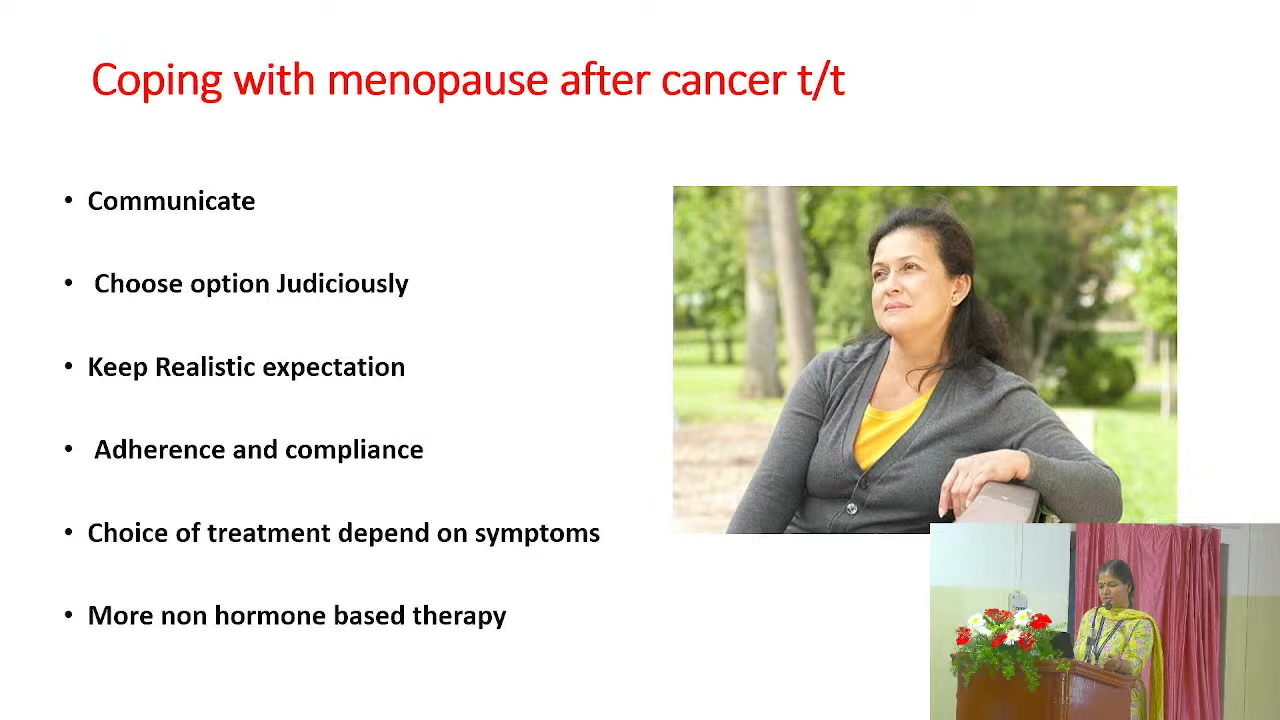 Coping with menopause after cancer t/t
• Communicate
• Choose option Judiciously
• Keep Realistic expectation
• Adherence and compliance
• Choice of treatment depend on symptoms
• More non hormone based therapy